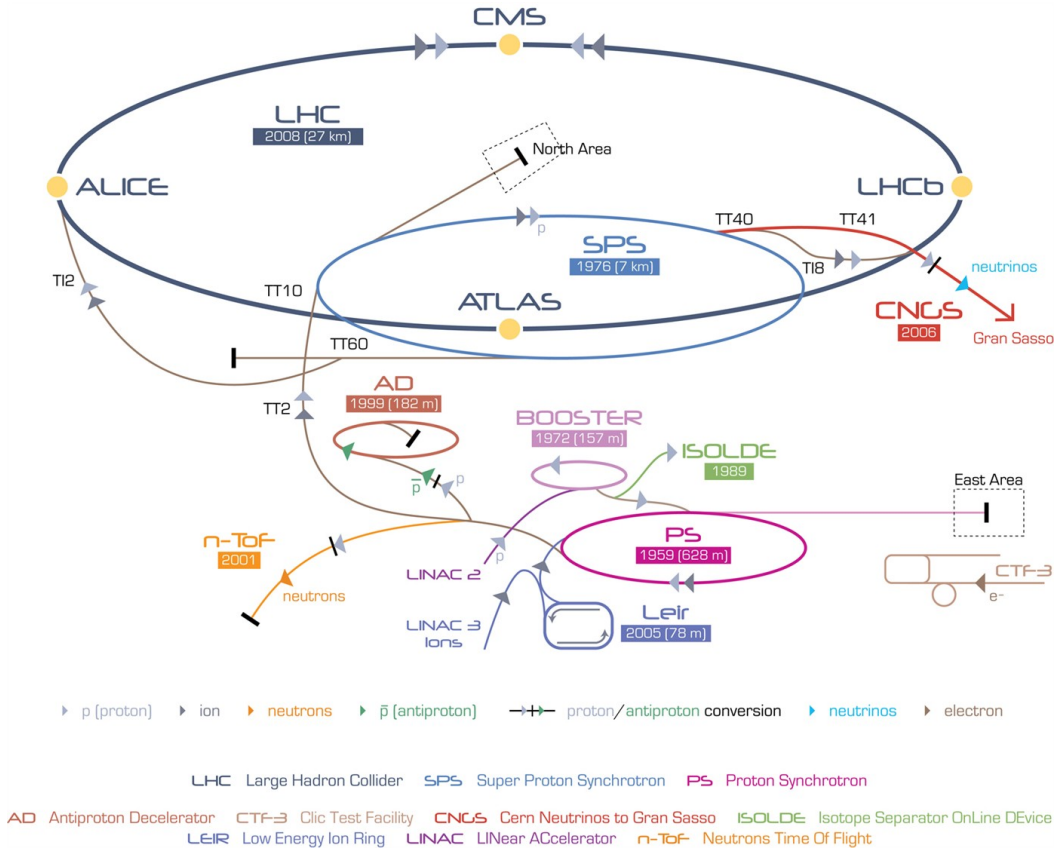 CMS
LHC
2008 (27 km)
North Area
ALICE
LHCb
TT40
TT41
SPS
p
1976 (7 km)
TI8
neutrinos
TI2
TT10
ATLAS
CNGS
2006
Gran Sasso
TT60
AD
1999 (182 m)
TT2
BOOSTER
1972 (157 m)
ISOLDE
1989
p̄
p
East Area
n-ToF
2001
PS
1959 (628 m)
LINAC 2
p
neutrons
CTF-3
e-
LINAC 3
Ions
Leir
2005 (78 m)
p (proton)
ion
neutrons
p̄ (antiproton)
proton/antiproton conversion
neutrinos
electron
LHC Large Hadron Collider SPS Super Proton Synchrotron PS Proton Synchrotron
AD Antiproton Decelerator CTF-3 Clic Test Facility CNGS Cern Neutrinos to Gran Sasso ISOLDE Isotope Separator OnLine DEvice
LEIR Low Energy Ion Ring LINAC LINear ACcelerator n-ToF Neutrons Time Of Flight